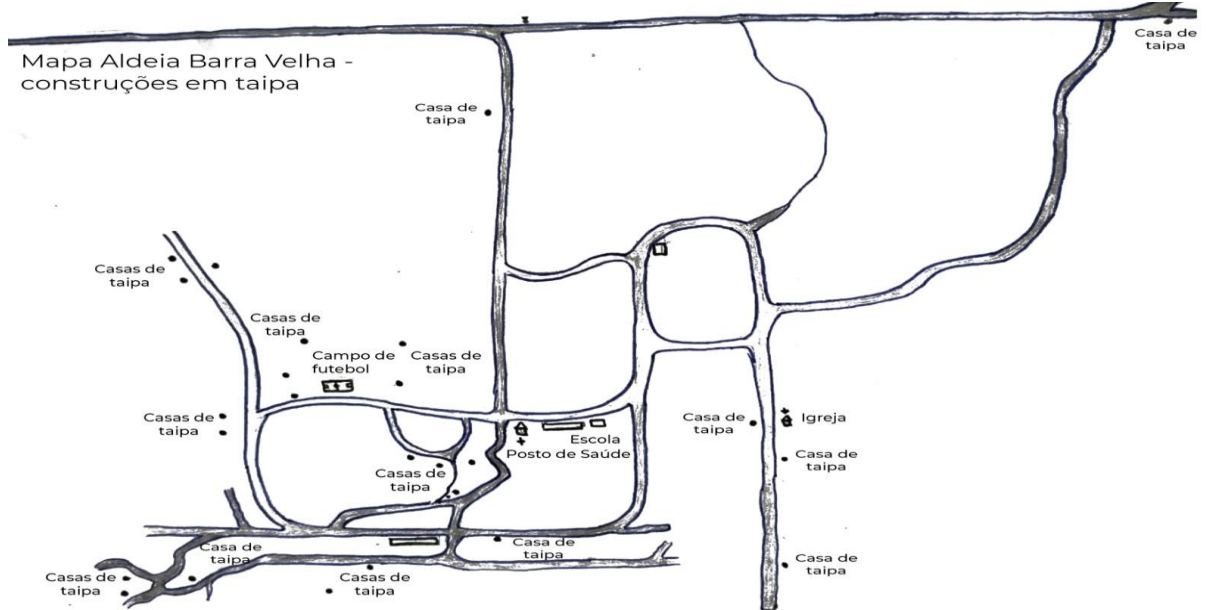 Mapa Aldeia Barra Velha -
construções em taipa
Casa de
taipa
Casa de
taipa
Casas de
taipa
Casas de
taipa
Campo de
futebol
Casas de
taipa
Casas de
taipa
Casa de
taipa
Igreja
Escola
Posto de Saúde
Casa de
taipa
Casas de
taipa
Casa de
taipa
Casa de
taipa
Casa de
taipa
Casas de
taipa
Casas de
taipa